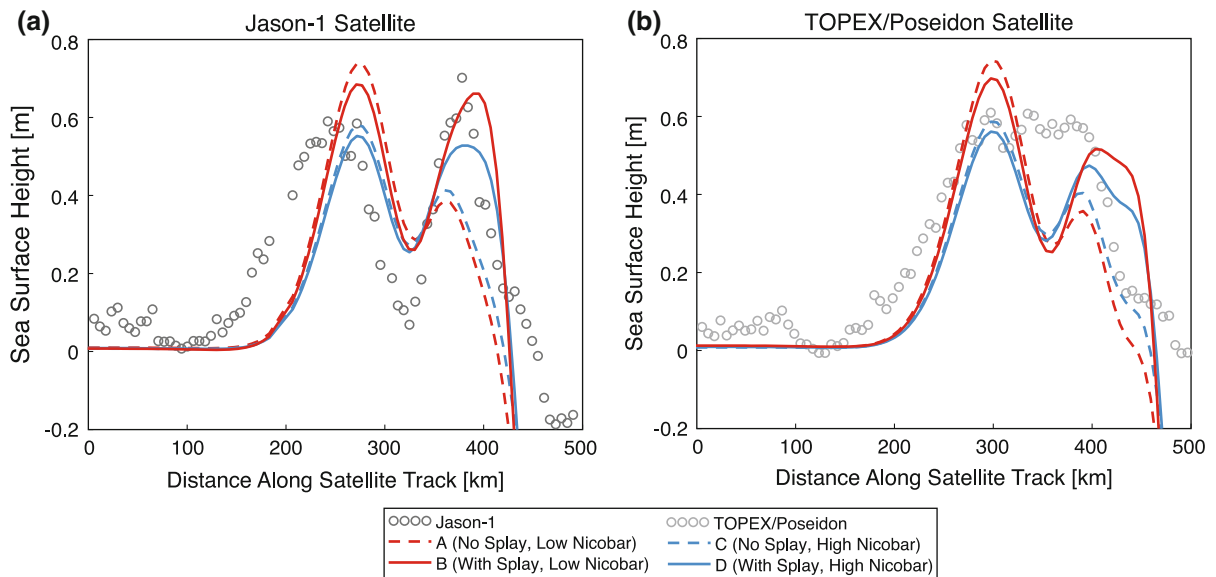 (a) Jason-1 Satellite
(b) TOPEX/Poseidon Satellite
Sea Surface Height [m]
0.8
0.6
0.4
0.2
0
-0.2
0 100 200 300 400 500
Distance Along Satellite Track [km]
Sea Surface Height [m]
0.8
0.6
0.4
0.2
0
-0.2
0 100 200 300 400 500
Distance Along Satellite Track [km]
Jason-1
A (No Splay, Low Nicobar)
B (With Splay, Low Nicobar)
TOPEX/Poseidon
C (No Splay, High Nicobar)
D (With Splay, High Nicobar)